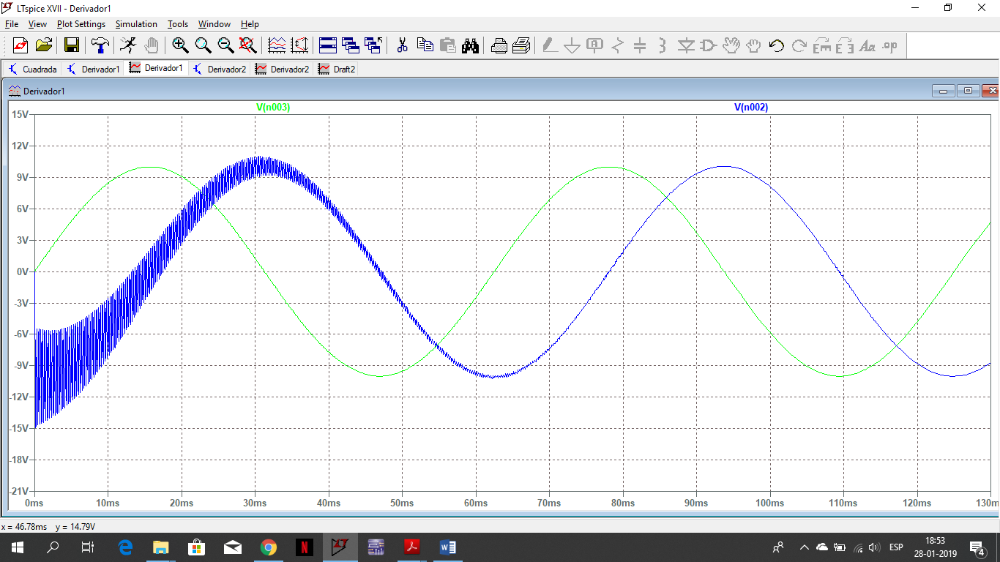 LTspice XVII - Derivador1
File View Plot Settings Simulation Tools Window Help
Cuadrada Derivador1 Derivador1 Derivador2 Derivador2 Draft2
Derivador1
V(n003) V(n002)
15V
12V
9V
6V
3V
0V
-3V
-6V
-9V
-12V
-15V
-18V
-21V
0ms 10ms 20ms 30ms 40ms 50ms 60ms 70ms 80ms 90ms 100ms 110ms 120ms 130m
x = 46.78ms y = 14.79V
ESP
18:53
28-01-2019
4